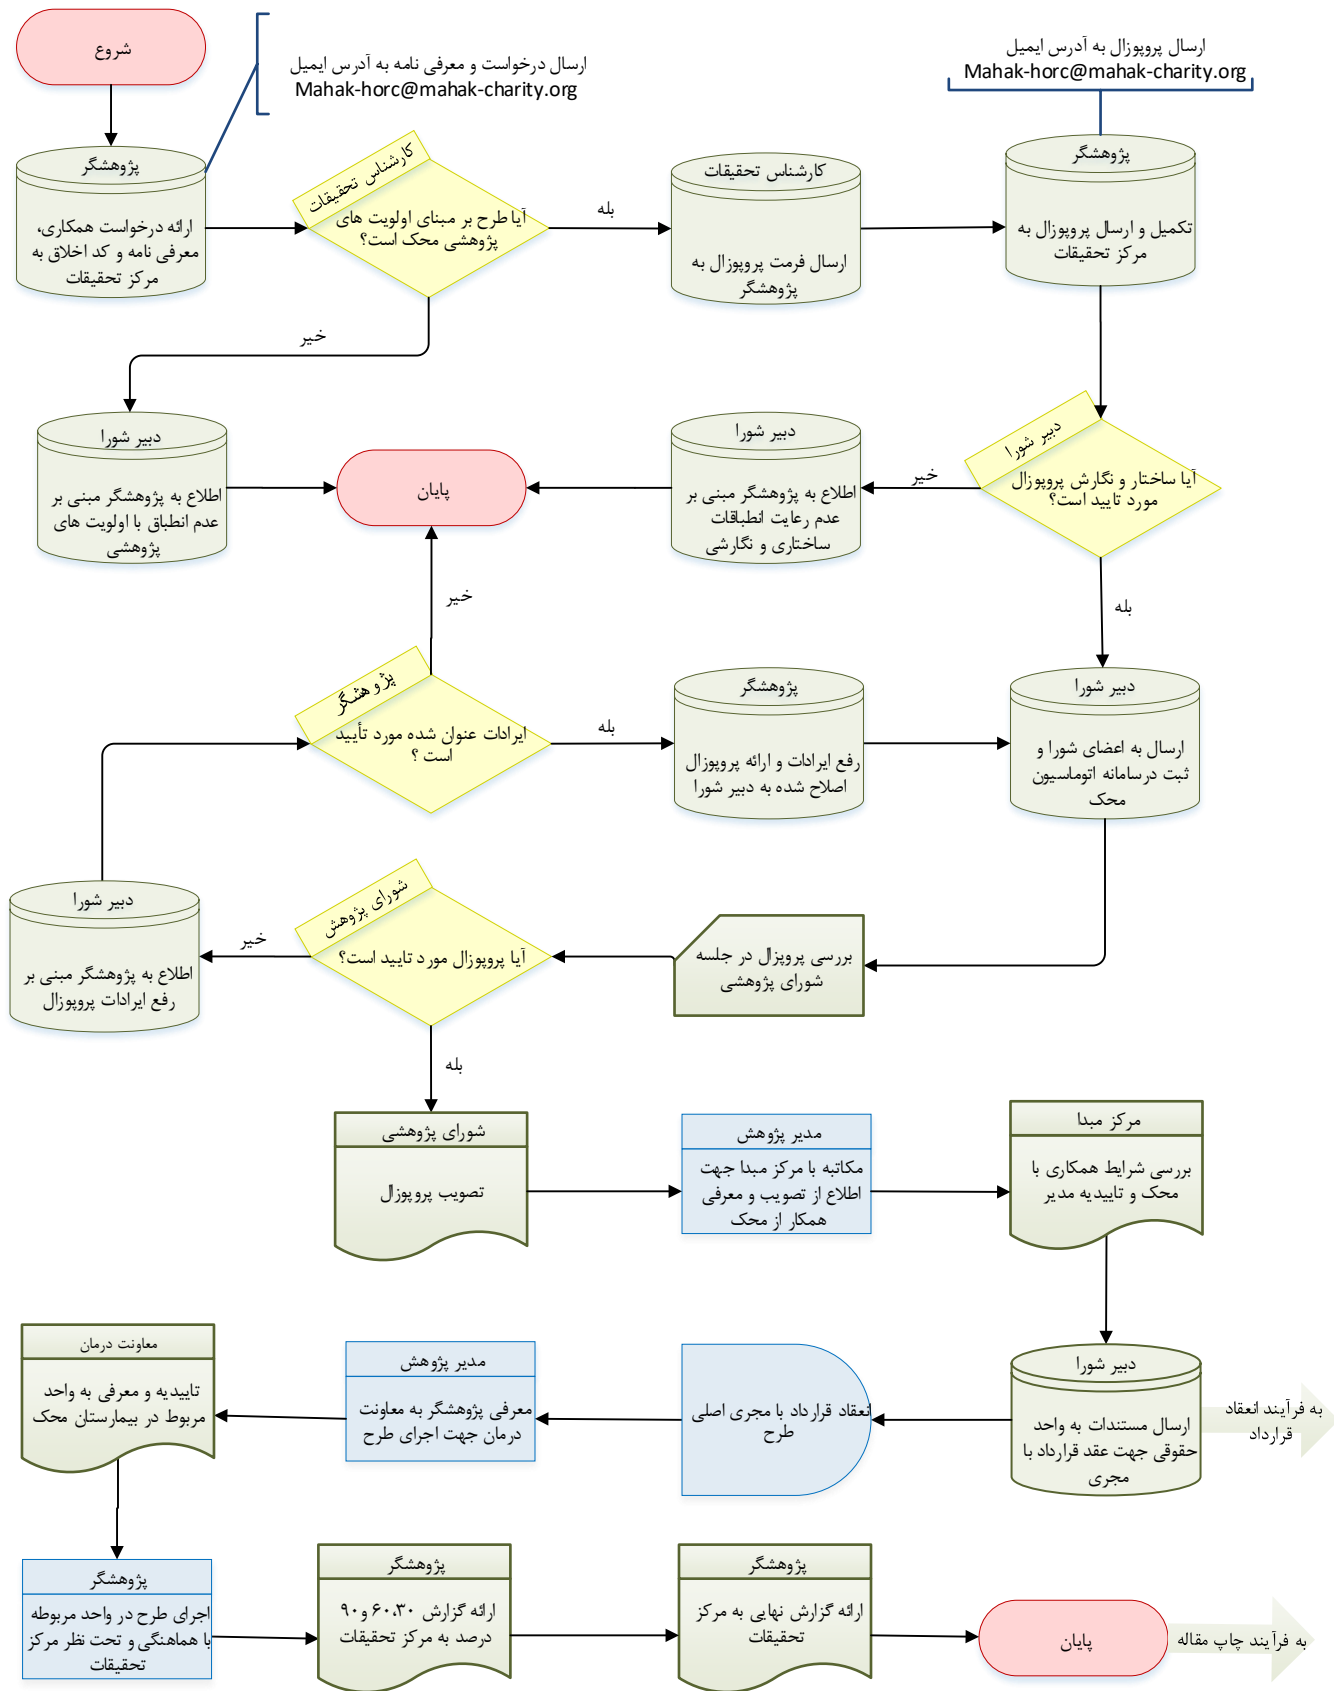 شروع
ارسال درخواست و معرفی نامه به آدرس ایمیل
Mahak-horc@mahak-charity.org
ارسال پروپوزال به آدرس ایمیل
Mahak-horc@mahak-charity.org
پژوهشگر
ارائه درخواست همکاری،
معرفی نامه و کد اخلاق به
مرکز تحقیقات
کارشناس تحقیقات
آیا طرح بر مبنای اولویت های
پژوهشی محک است؟
بله
خیر
کارشناس تحقیقات
ارسال فرمت پروپوزال به
پژوهشگر
پژوهشگر
تکمیل و ارسال پروپوزال به
مرکز تحقیقات
دبیر شورا
اطلاع به پژوهشگر مبنی بر
عدم انطباق با اولویت های
پژوهشی
پایان
دبیر شورا
اطلاع به پژوهشگر مبنی بر
عدم رعایت انطباقات
ساختاری و نگارشی
خیر
دبیر شورا
آیا ساختار و نگارش پروپوزال
مورد تایید است؟
بله
خیر
پژوهشگر
ایرادات عنوان شده مورد تأیید
است ؟
بله
پژوهشگر
رفع ایرادات و ارائه پروپوزال
اصلاح شده به دبیر شورا
دبیر شورا
ارسال به اعضای شورا و
ثبت درسامانه اتوماسیون
محک
دبیر شورا
اطلاع به پژوهشگر مبنی بر
رفع ایرادات پروپوزال
خیر
شورای پژوهش
آیا پروپوزال مورد تایید است؟
بررسی پروپزال در جلسه
شورای پژوهشی
بله
شورای پژوهشی
تصویب پروپوزال
مدیر پژوهش
مکاتبه با مرکز مبدا جهت
اطلاع از تصویب و معرفی
همکار از محک
مرکز مبدا
بررسی شرایط همکاری با
محک و تاییدیه مدیر
دبیر شورا
ارسال مستندات به واحد
حقوقی جهت عقد قرارداد با
مجری
به فرآیند انعقاد
قرارداد
نعقاد قرارداد با مجری اصلی
طرح
مدیر پژوهش
معرفی پژوهشگر به معاونت
درمان جهت اجرای طرح
معاونت درمان
تاییدیه و معرفی به واحد
مربوط در بیمارستان محک
پژوهشگر
اجرای طرح در واحد مربوطه
با هماهنگی و تحت نظر مرکز
تحقیقات
پژوهشگر
ارائه گزارش ۶۰،۳۰ و۹۰
درصد به مرکز تحقیقات
پژوهشگر
ارائه گزارش نهایی به مرکز
تحقیقات
پایان
به فرآیند چاپ مقاله